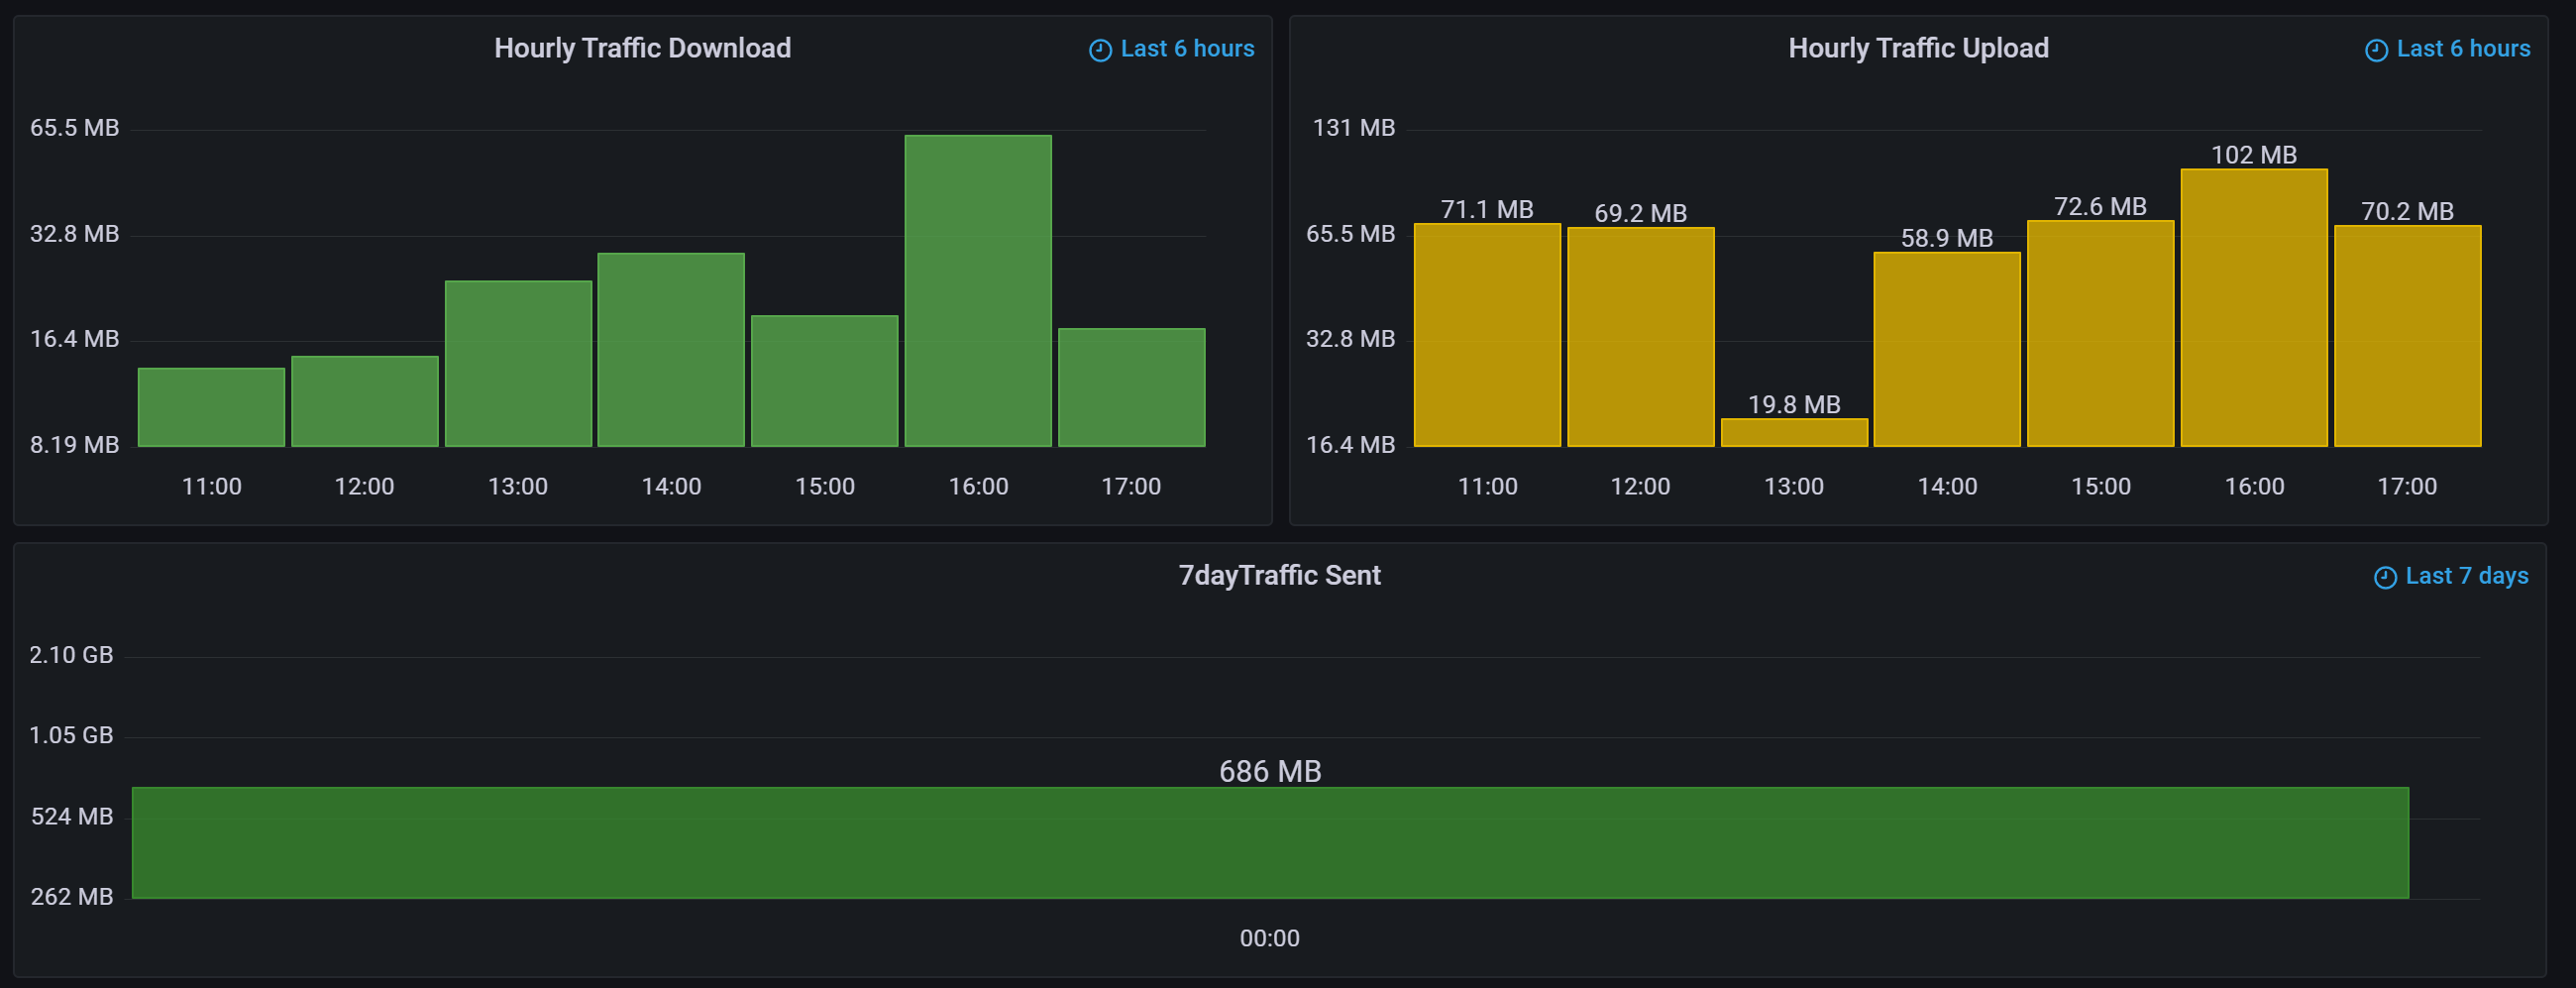 Hourly Traffic Download
Last 6 hours
65.5 MB
32.8 MB
16.4 MB
8.19 MB
11:00 12:00 13:00 14:00 15:00 16:00 17:00
Hourly Traffic Upload
Last 6 hours
131 MB
65.5 MB
32.8 MB
16.4 MB
71.1 MB
69.2 MB
19.8 MB
58.9 MB
72.6 MB
102 MB
70.2 MB
11:00 12:00 13:00 14:00 15:00 16:00 17:00
7dayTraffic Sent
Last 7 days
2.10 GB
1.05 GB
524 MB
262 MB
686 MB
00:00